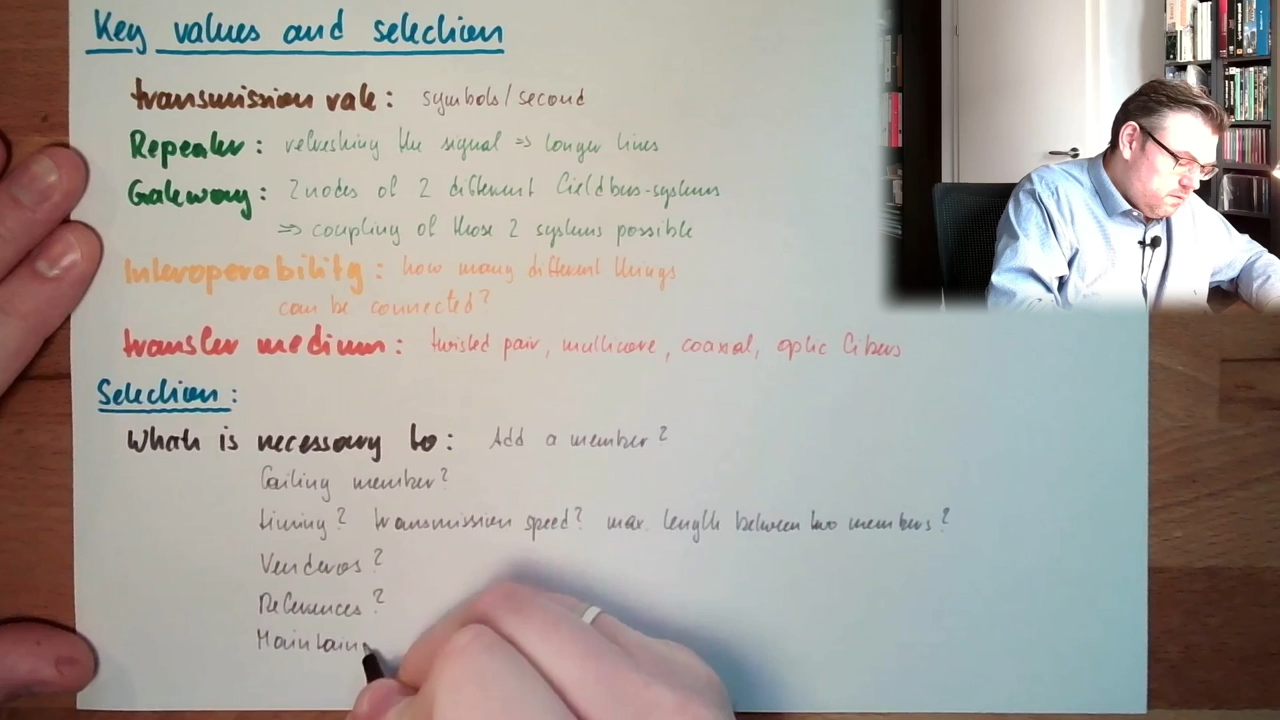 Key values and selection
transmission rate: symbols/second
Repeater: refreshing the signal => longer lines
Gateway: 2 nodes of 2 different fieldbus-systems
=> coupling of those 2 systems possible
Interoperability: how many different things
can be connected?
transfer medium: twisted pair, multicore, coaxial, optic fibers
Selection:
What is necessary to: Add a member?
failing member?
timing? transmission speed? max. length between two members?
Vendors?
References?
Maintain